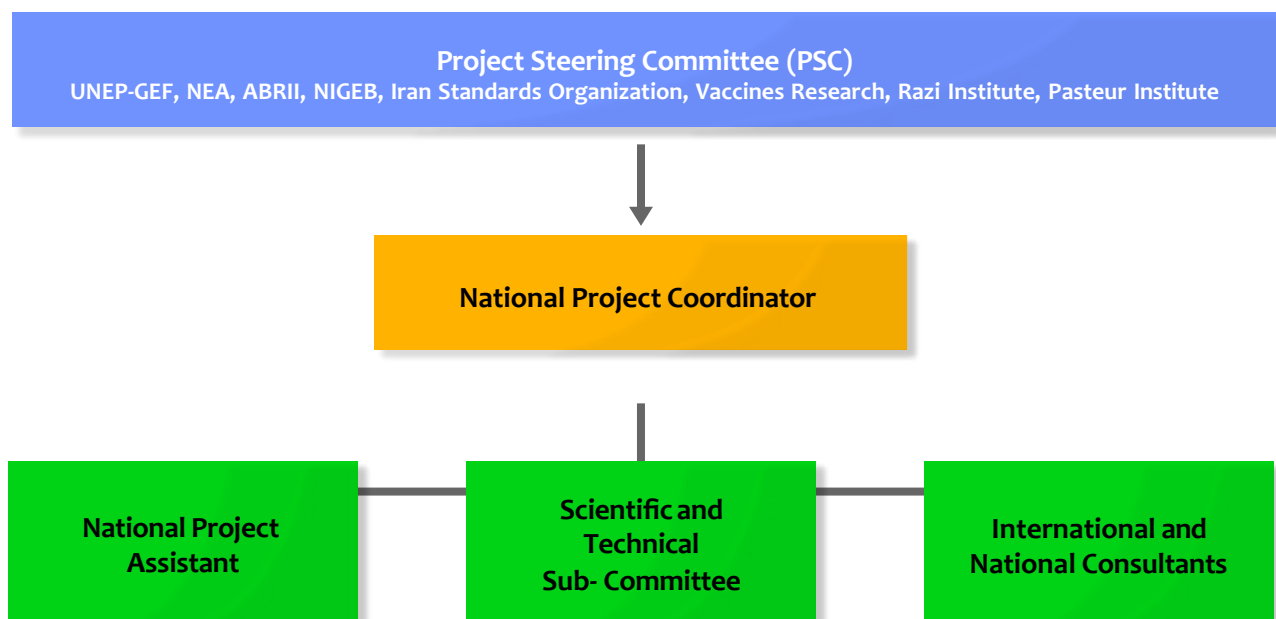 Project Steering Committee (PSC)
UNEP-GEF, NEA, ABRII, NIGEB, Iran Standards Organization, Vaccines Research, Razi Institute, Pasteur Institute
National Project Coordinator
National Project
Assistant
Scientific and
Technical
Sub- Committee
International and
National Consultants